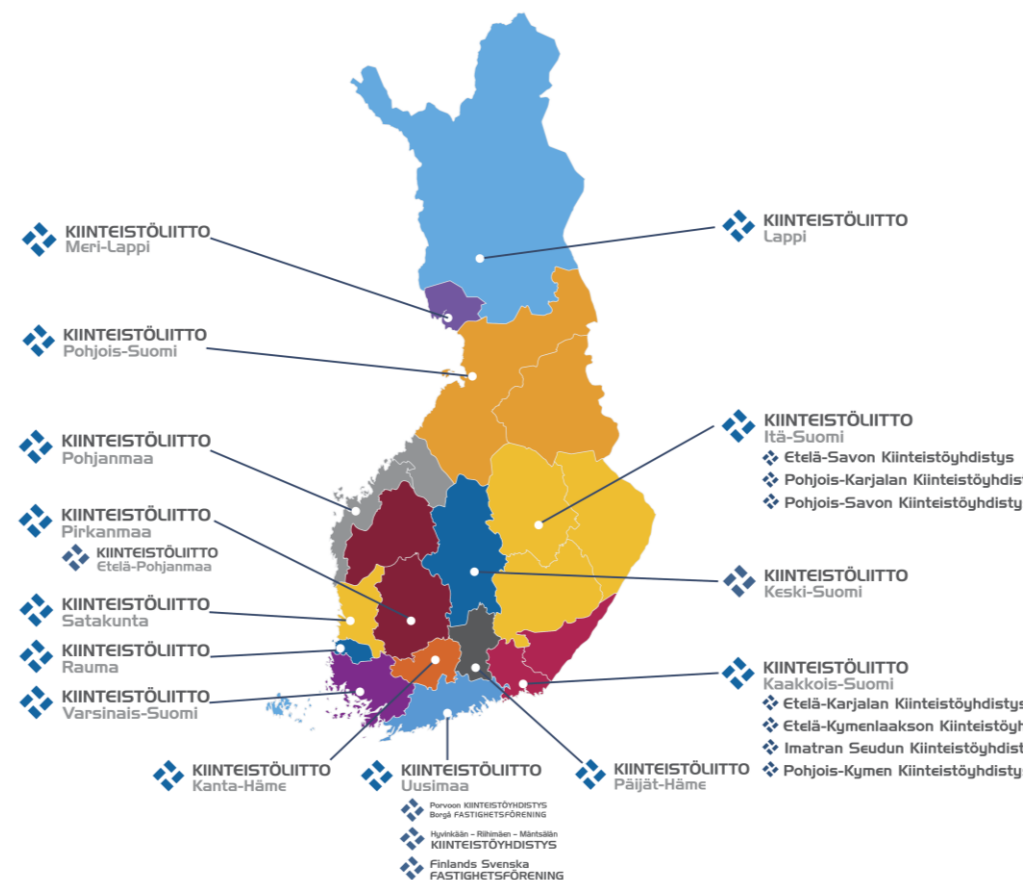 KIINTEISTÖLIITTO
Meri-Lappi
KIINTEISTÖLIITTO
Pohjois-Suomi
KIINTEISTÖLIITTO
Pohjanmaa
KIINTEISTÖLIITTO
Pirkanmaa
KIINTEISTÖLIITTO
Etelä-Pohjanmaa
KIINTEISTÖLIITTO
Satakunta
KIINTEISTÖLIITTO
Rauma
KIINTEISTÖLIITTO
Varsinais-Suomi
KIINTEISTÖLIITTO
Kanta-Häme
KIINTEISTÖLIITTO
Uusimaa
Porvoon KIINTEISTÖYHDISTYS
Borgå FASTIGHETSFÖRENING
Hyvinkään – Riihimäen – Mäntsälän
KIINTEISTÖYHDISTYS
Finlands Svenska
FASTIGHETSFÖRENING
KIINTEISTÖLIITTO
Päijät-Häme
KIINTEISTÖLIITTO
Lappi
KIINTEISTÖLIITTO
Itä-Suomi
Etelä-Savon Kiinteistöyhdistys
Pohjois-Karjalan Kiinteistöyhdist
Pohjois-Savon Kiinteistöyhdisty
KIINTEISTÖLIITTO
Keski-Suomi
KIINTEISTÖLIITTO
Kaakkois-Suomi
Etelä-Karjalan Kiinteistöyhdistys
Etelä-Kymenlaakson Kiinteistöyh
Imatran Seudun Kiinteistöyhdist
Pohjois-Kymen Kiinteistöyhdistys